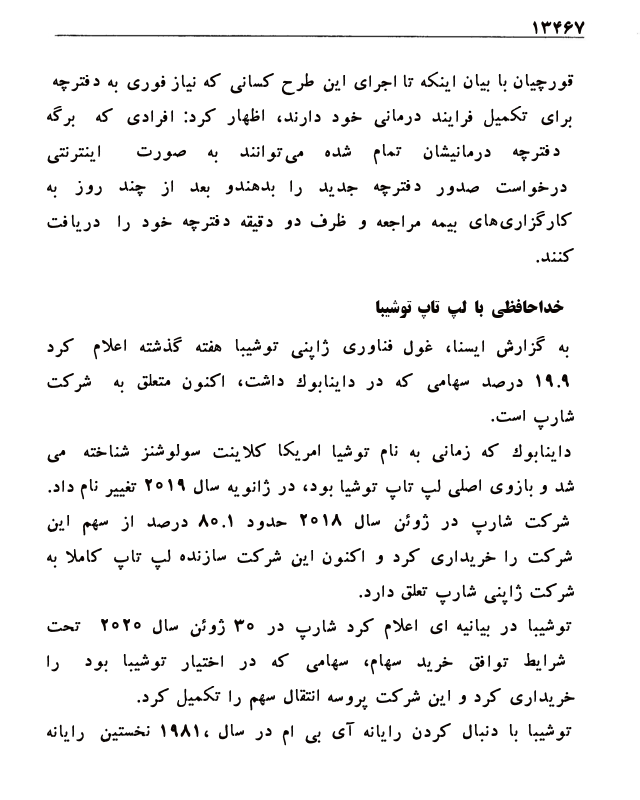 ۱۳۴۶۷
قورچیان با بیان اینکه تا اجرای این طرح کسانی که نیاز فوری به دفترچه
برای تکمیل فرایند درمانی خود دارند، اظهار کرد: افرادی که برگه
دفترچه درمانیشان تمام شده می‌توانند به صورت اینترنتی
درخواست صدور دفترچه جدید را بدهندو بعد از چند روز به
کارگزاری‌های بیمه مراجعه و ظرف دو دقیقه دفترچه خود را دریافت
کنند.
خداحافظی با لپ تاپ توشیبا
به گزارش ایسنا، غول فناوری ژاپنی توشیبا هفته گذشته اعلام کرد
۱۹.۹ درصد سهامی که در داینابوك داشت، اکنون متعلق به شرکت
شارپ است.
داینابوك که زمانی به نام توشیا امریکا کلاینت سولوشنز شناخته می
شد و بازوی اصلی لپ تاپ توشیا بود، در ژانویه سال ۲۰۱۹ تغییر نام داد.
شرکت شارپ در ژوئن سال ۲۰۱۸ حدود ۸۰.۱ درصد از سهم این
شرکت را خریداری کرد و اکنون این شرکت سازنده لپ تاپ کاملا به
شرکت ژاپنی شارپ تعلق دارد.
توشیبا در بیانیه ای اعلام کرد شارپ در ۳۰ ژوئن سال ۲۰۲۰ تحت
شرایط توافق خرید سهام، سهامی که در اختیار توشیبا بود را
خریداری کرد و این شرکت پروسه انتقال سهم را تکمیل کرد.
توشیبا با دنبال کردن رایانه آی بی ام در سال ،۱۹۸۱ نخستین رایانه